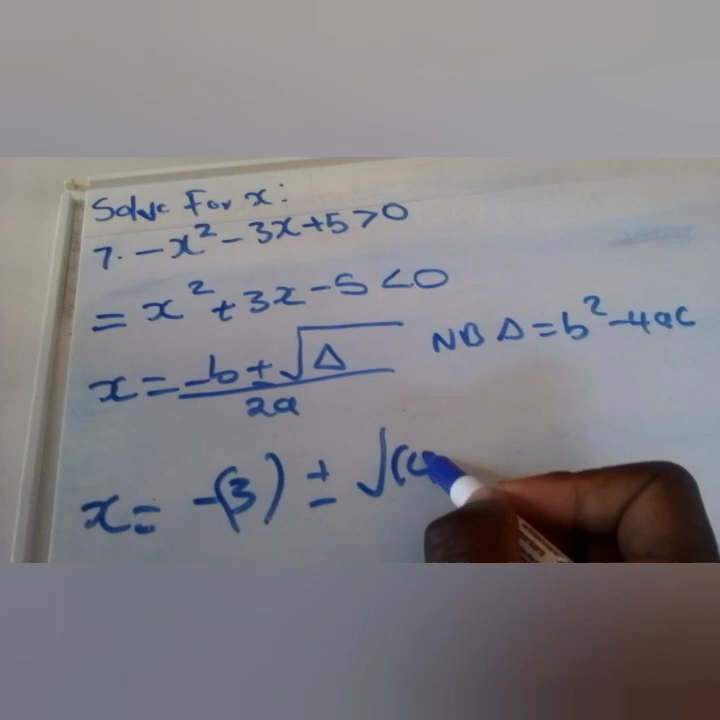 Solve For x:
7. -x² - 3x + 5 > 0
= x² + 3x - 5 < 0
x = -b ± √Δ / 2a NB Δ = b² - 4ac
x = -(3) ± √(